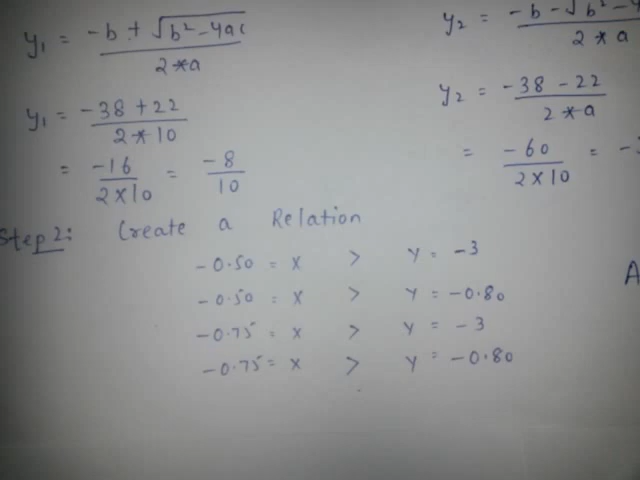 y₁ = -b + √b² - 4ac / 2*a
y₂ = -b - √b² - 4 / 2*a
y₁ = -38 + 22 / 2*10
y₂ = -38 - 22 / 2*a
= -16 / 2×10 = -8 / 10
= -60 / 2×10 = -3
Step 2: Create a Relation
-0.50 = x > y = -3
-0.50 = x > y = -0.80
-0.75 = x > y = -3
-0.75 = x > y = -0.80
A